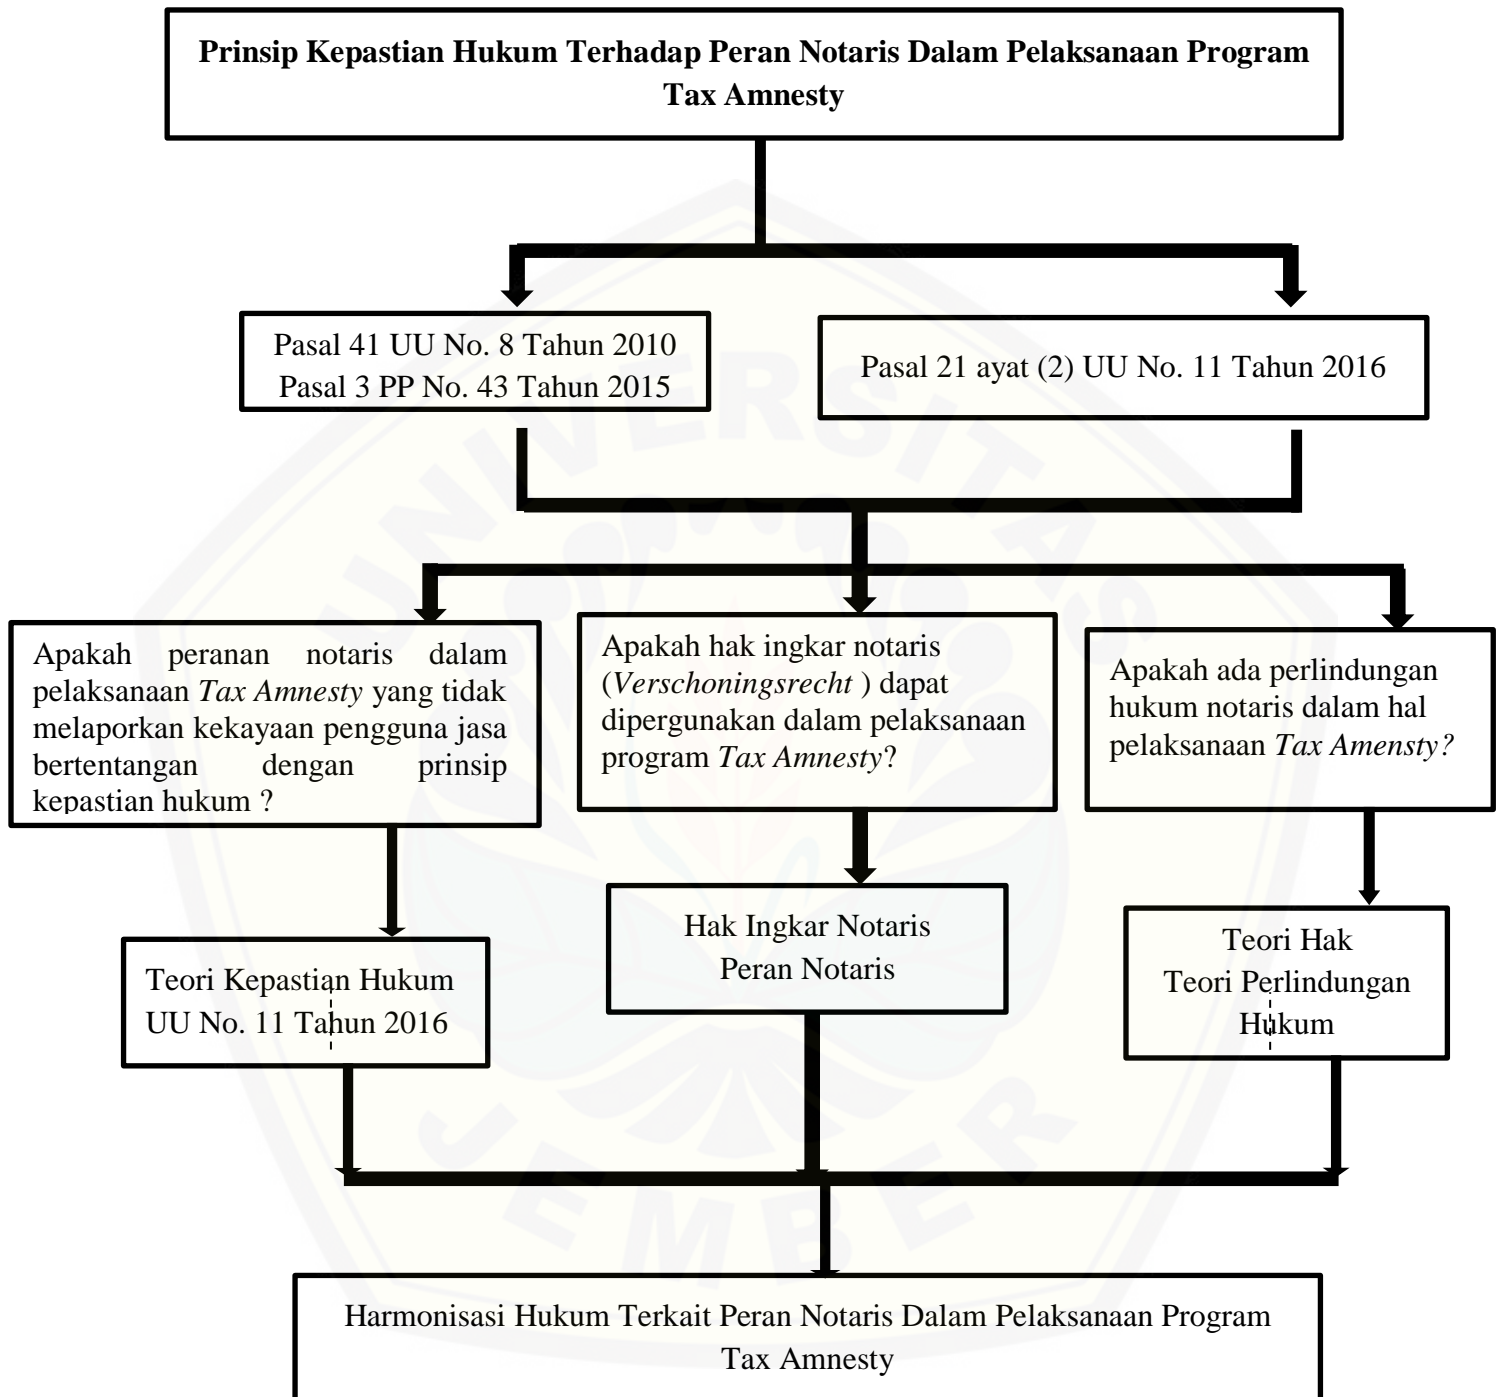 Prinsip Kepastian Hukum Terhadap Peran Notaris Dalam Pelaksanaan Program
Tax Amnesty
Pasal 41 UU No. 8 Tahun 2010
Pasal 3 PP No. 43 Tahun 2015
Pasal 21 ayat (2) UU No. 11 Tahun 2016
Apakah peranan notaris dalam
pelaksanaan Tax Amnesty yang tidak
melaporkan kekayaan pengguna jasa
bertentangan dengan prinsip
kepastian hukum ?
Apakah hak ingkar notaris
(Verschoningsrecht ) dapat
dipergunakan dalam pelaksanaan
program Tax Amnesty?
Apakah ada perlindungan
hukum notaris dalam hal
pelaksanaan Tax Amensty?
Teori Kepastian Hukum
UU No. 11 Tahun 2016
Hak Ingkar Notaris
Peran Notaris
Teori Hak
Teori Perlindungan
Hukum
Harmonisasi Hukum Terkait Peran Notaris Dalam Pelaksanaan Program
Tax Amnesty
UNIVERSITAS
JEMBER